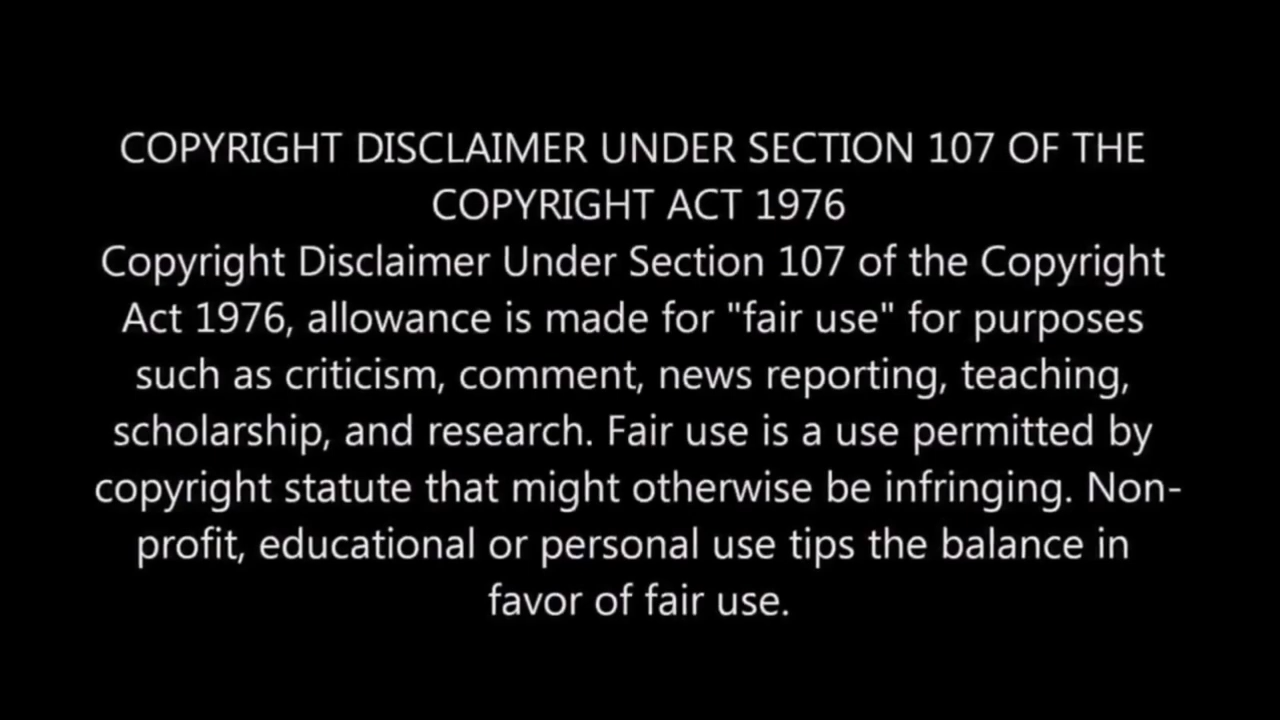 COPYRIGHT DISCLAIMER UNDER SECTION 107 OF THE
COPYRIGHT ACT 1976
Copyright Disclaimer Under Section 107 of the Copyright
Act 1976, allowance is made for "fair use" for purposes
such as criticism, comment, news reporting, teaching,
scholarship, and research. Fair use is a use permitted by
copyright statute that might otherwise be infringing. Non-
profit, educational or personal use tips the balance in
favor of fair use.